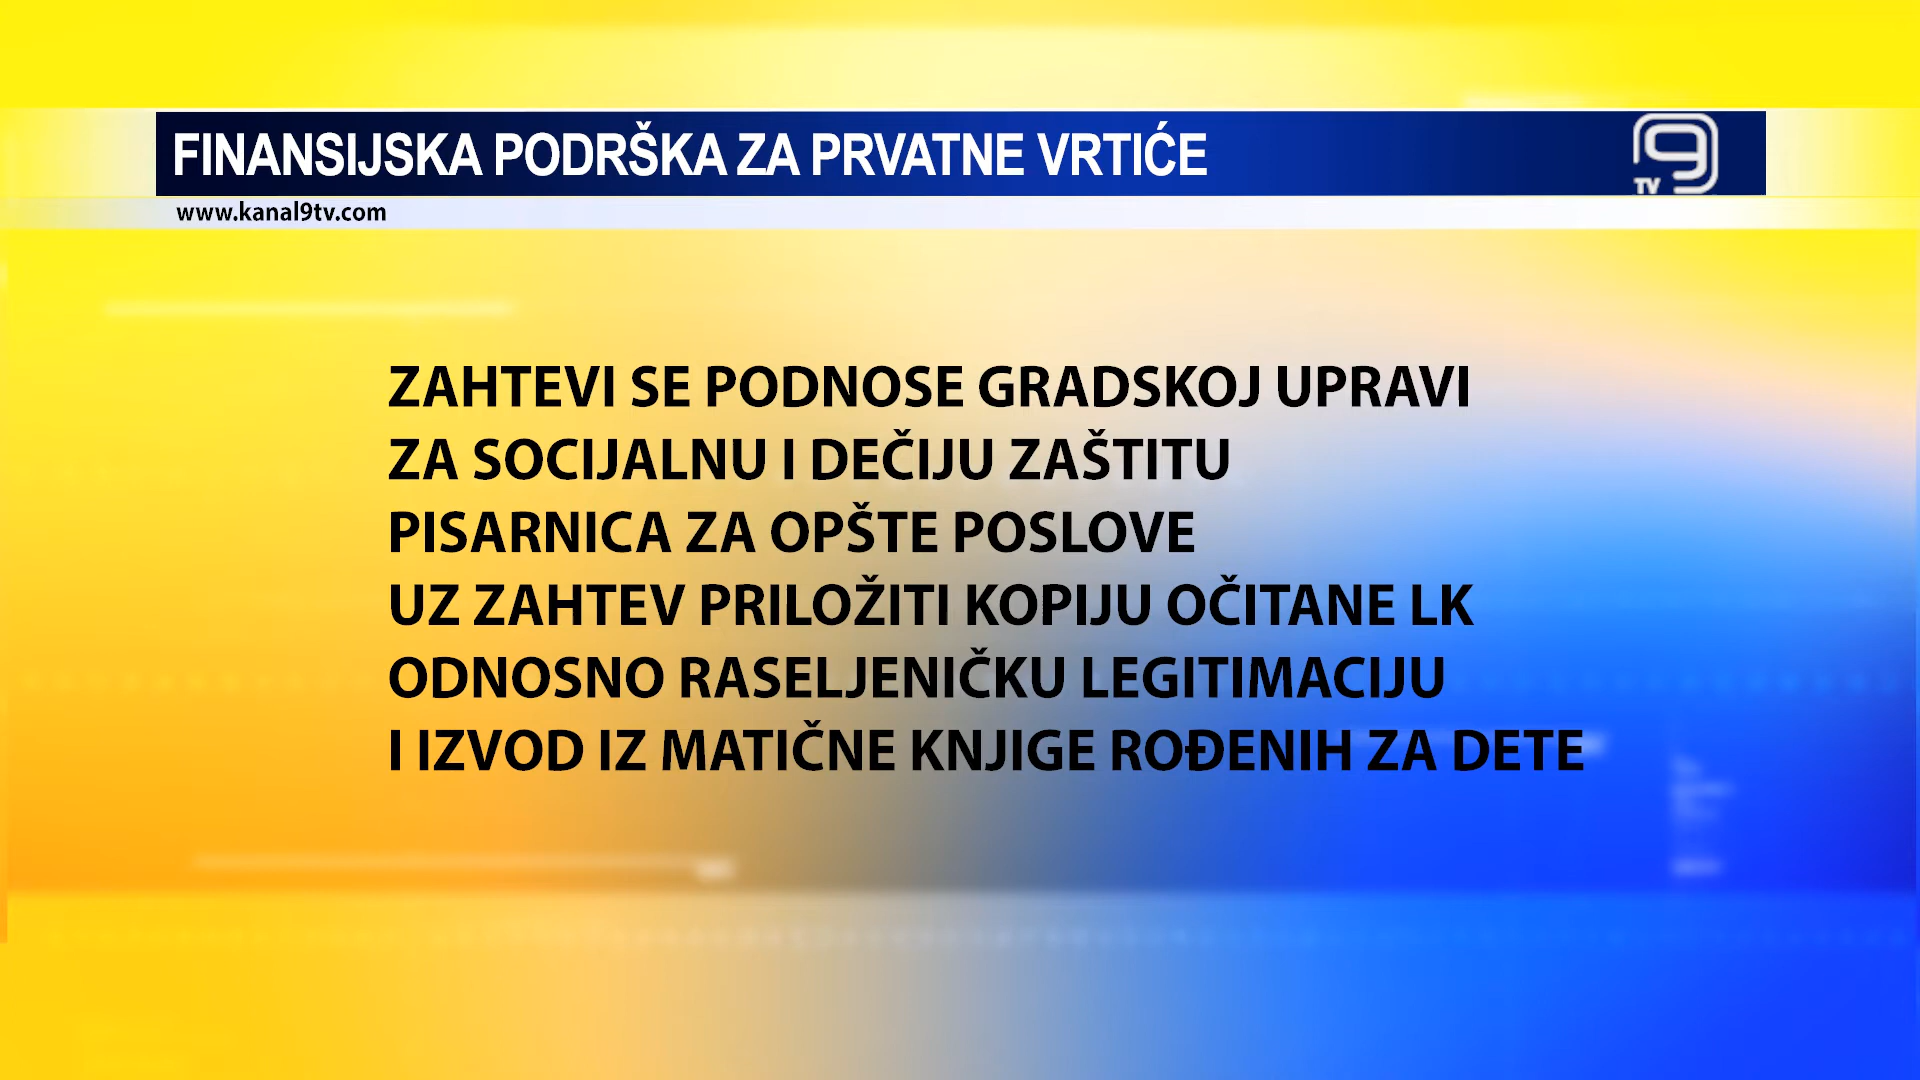 FINANSIJSKA PODRŠKA ZA PRVATNE VRTIĆE
9
TV
www.kanal9tv.com
ZAHTEVI SE PODNOSE GRADSKOJ UPRAVI
ZA SOCIJALNU I DEČIJU ZAŠTITU
PISARNICA ZA OPŠTE POSLOVE
UZ ZAHTEV PRILOŽITI KOPIJU OČITANE LK
ODNOSNO RASELJENIČKU LEGITIMACIJU
I IZVOD IZ MATIČNE KNJIGE ROĐENIH ZA DETE